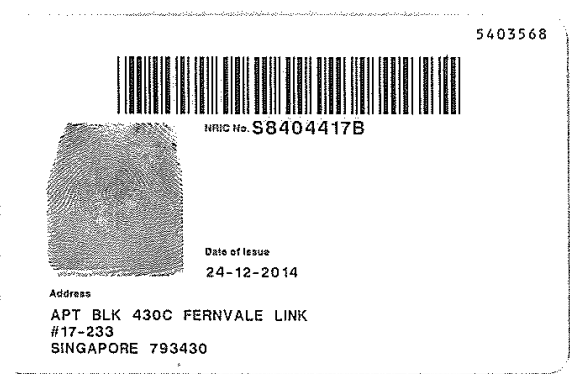 5403568
NRIC No. S8404417B
Date of Issue
24-12-2014
Address
APT BLK 430C FERNVALE LINK
#17-233
SINGAPORE 793430